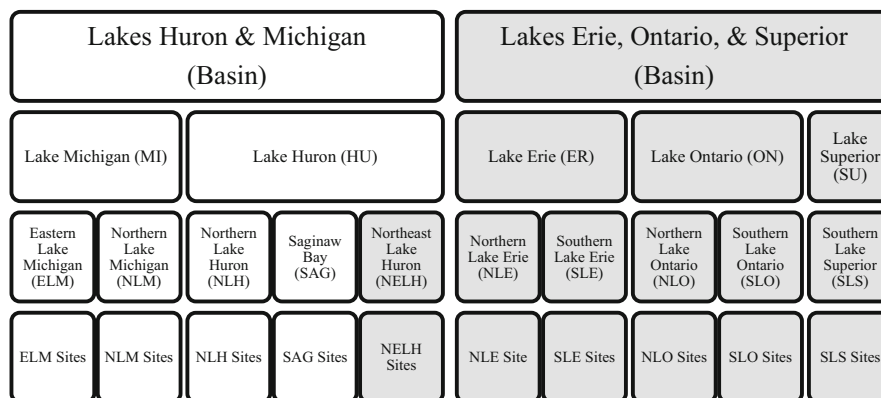 Lakes Huron & Michigan
(Basin)
Lakes Erie, Ontario, & Superior
(Basin)
Lake Michigan (MI)
Lake Huron (HU)
Lake Erie (ER)
Lake Ontario (ON)
Lake
Superior
(SU)
Eastern
Lake
Michigan
(ELM)
Northern
Lake
Michigan
(NLM)
Northern
Lake
Huron
(NLH)
Saginaw
Bay
(SAG)
Northeast
Lake
Huron
(NELH)
Northern
Lake Erie
(NLE)
Southern
Lake Erie
(SLE)
Northern
Lake
Ontario
(NLO)
Southern
Lake
Ontario
(SLO)
Southern
Lake
Superior
(SLS)
ELM Sites
NLM Sites
NLH Sites
SAG Sites
NELH
Sites
NLE Site
SLE Sites
NLO Sites
SLO Sites
SLS Sites